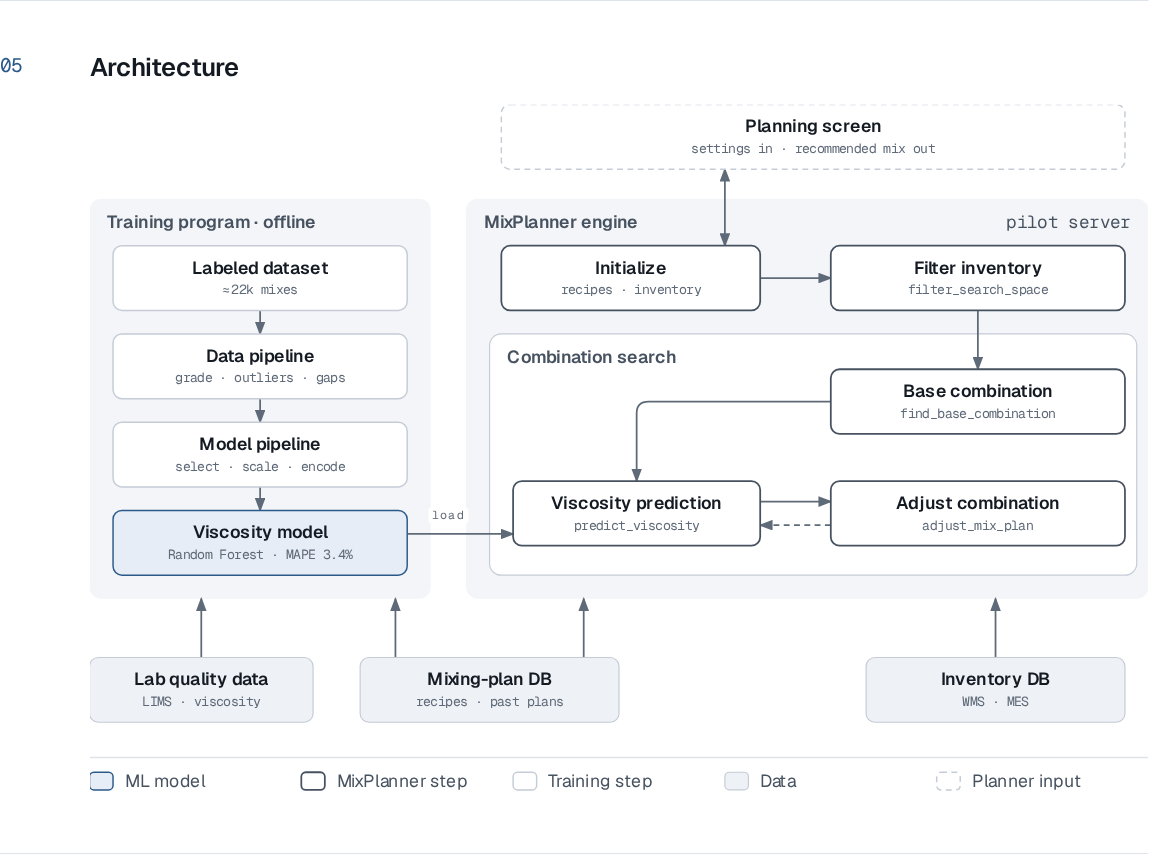 05
Architecture
Planning screen
settings in · recommended mix out
Training program · offline
Labeled dataset
≈22k mixes
Data pipeline
grade · outliers · gaps
Model pipeline
select · scale · encode
Viscosity model
Random Forest · MAPE 3.4%
load
MixPlanner engine
pilot server
Initialize
recipes · inventory
Filter inventory
filter_search_space
Combination search
Base combination
find_base_combination
Viscosity prediction
predict_viscosity
Adjust combination
adjust_mix_plan
Lab quality data
LIMS · viscosity
Mixing-plan DB
recipes · past plans
Inventory DB
WMS · MES
ML model
MixPlanner step
Training step
Data
Planner input